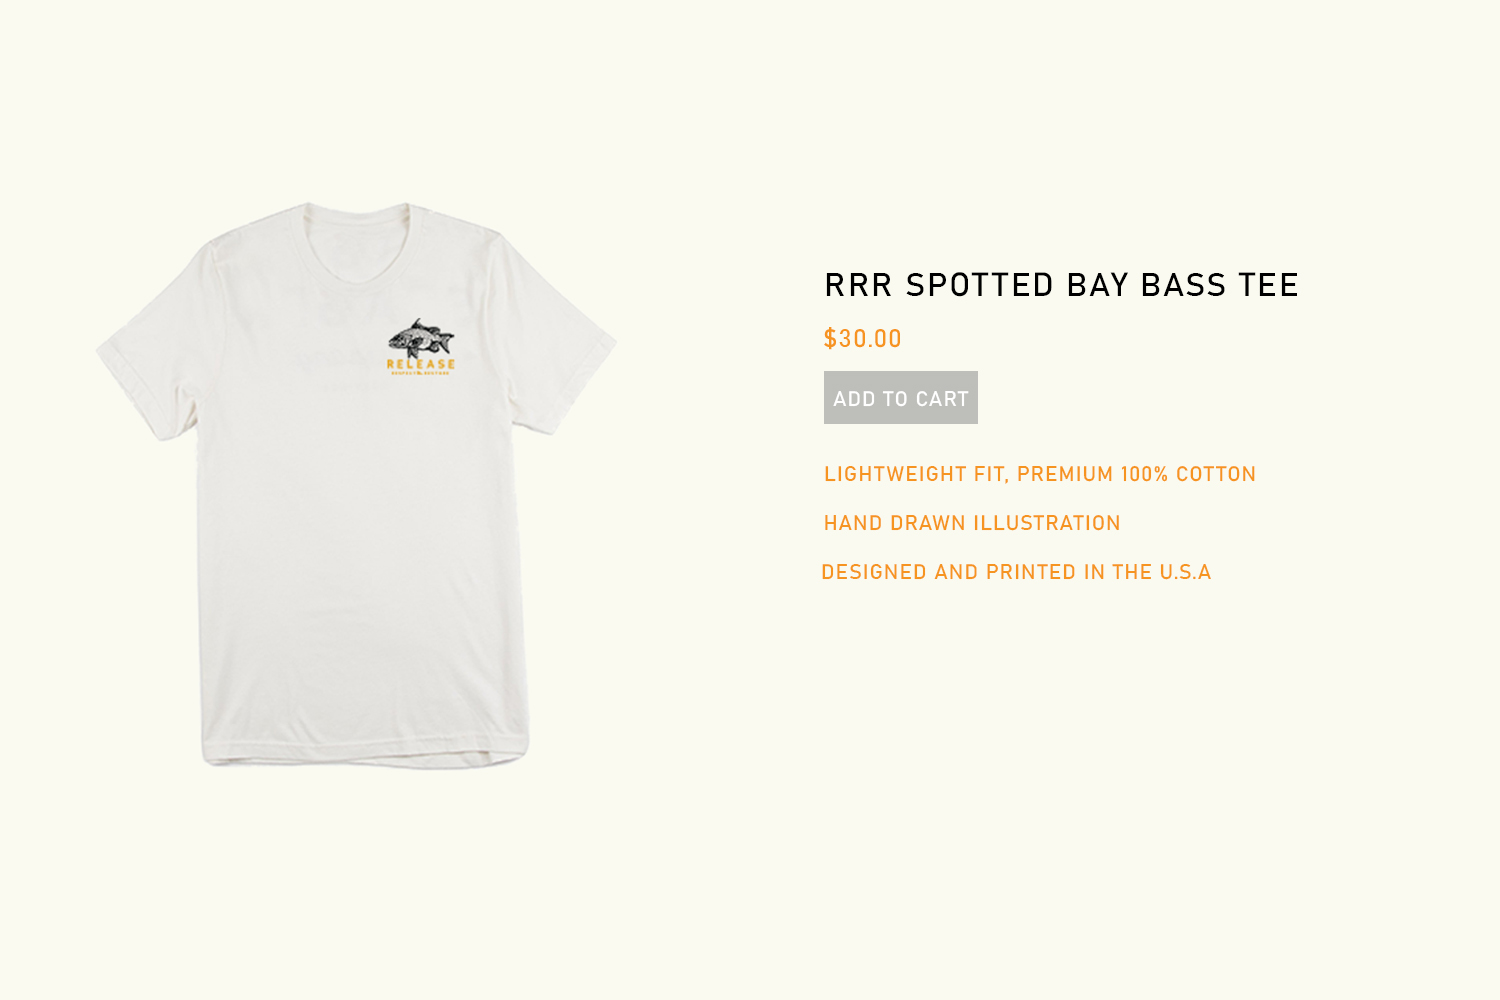 RELEASE
RRR SPOTTED BAY BASS TEE
$30.00
ADD TO CART
LIGHTWEIGHT FIT, PREMIUM 100% COTTON
HAND DRAWN ILLUSTRATION
DESIGNED AND PRINTED IN THE U.S.A